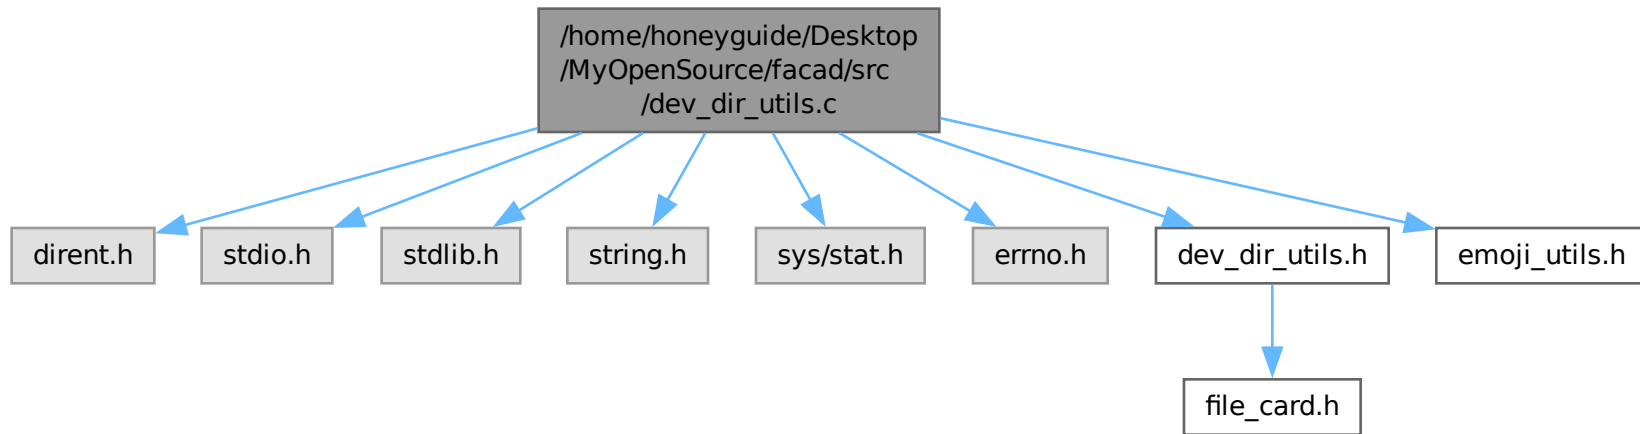 /home/honeyguide/Desktop
/MyOpenSource/facad/src
/dev_dir_utils.c
dirent.h
stdio.h
stdlib.h
string.h
sys/stat.h
errno.h
dev_dir_utils.h
emoji_utils.h
file_card.h